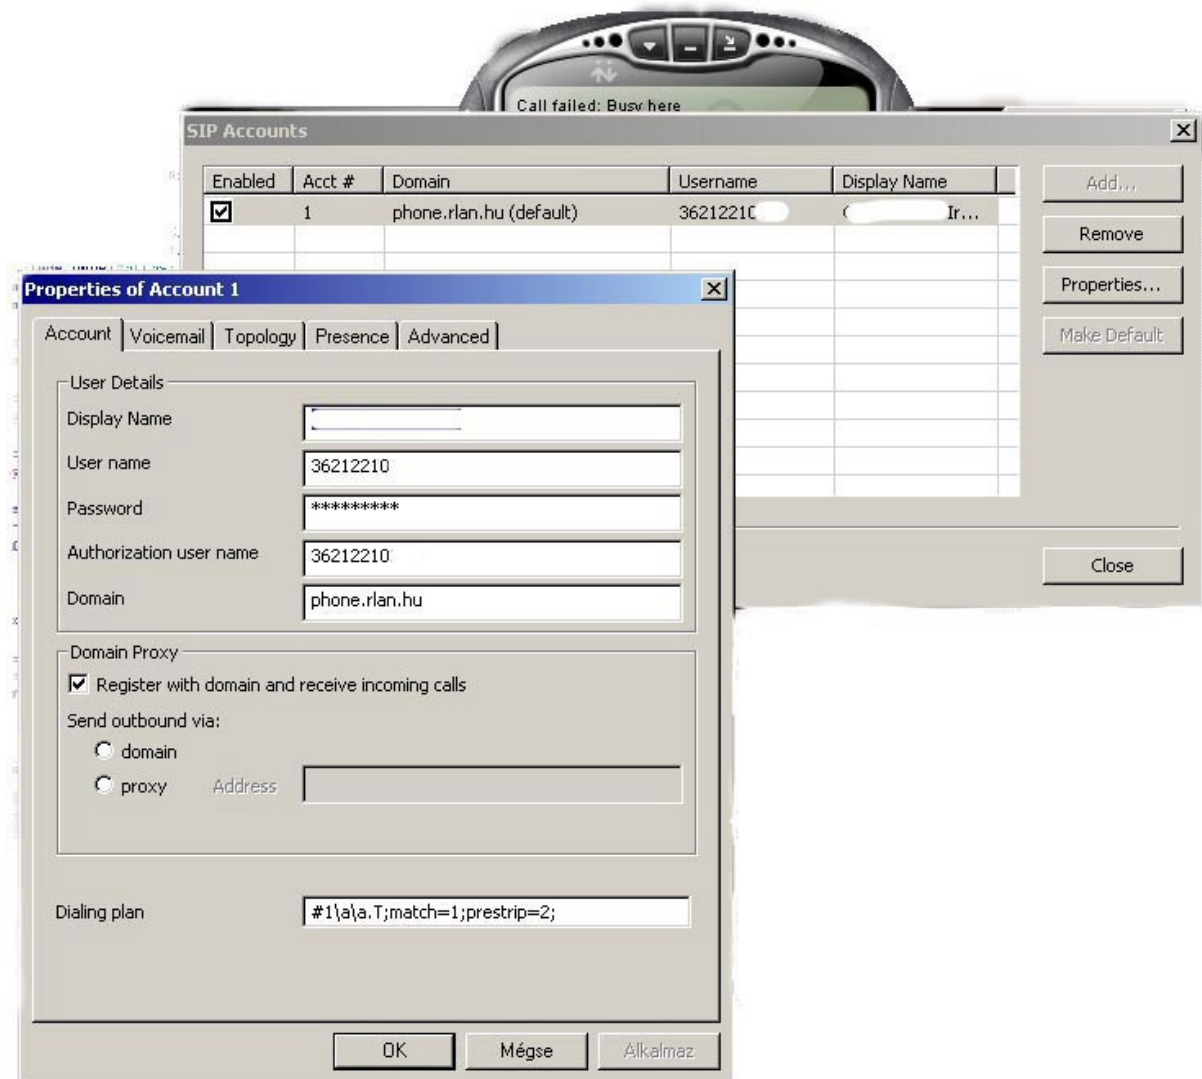 Call failed: Busy here
SIP Accounts
Enabled Acct # Domain Username Display Name
1 phone.rlan.hu (default) 36212210 Ir...
Add...
Remove
Properties...
Make Default
Close
Properties of Account 1
Account Voicemail Topology Presence Advanced
User Details
Display Name
User name 36212210
Password *********
Authorization user name 36212210
Domain phone.rlan.hu
Domain Proxy
Register with domain and receive incoming calls
Send outbound via:
domain
proxy Address
Dialing plan #1\a\a.T;match=1;prestrip=2;
OK Mégse Alkalmaz